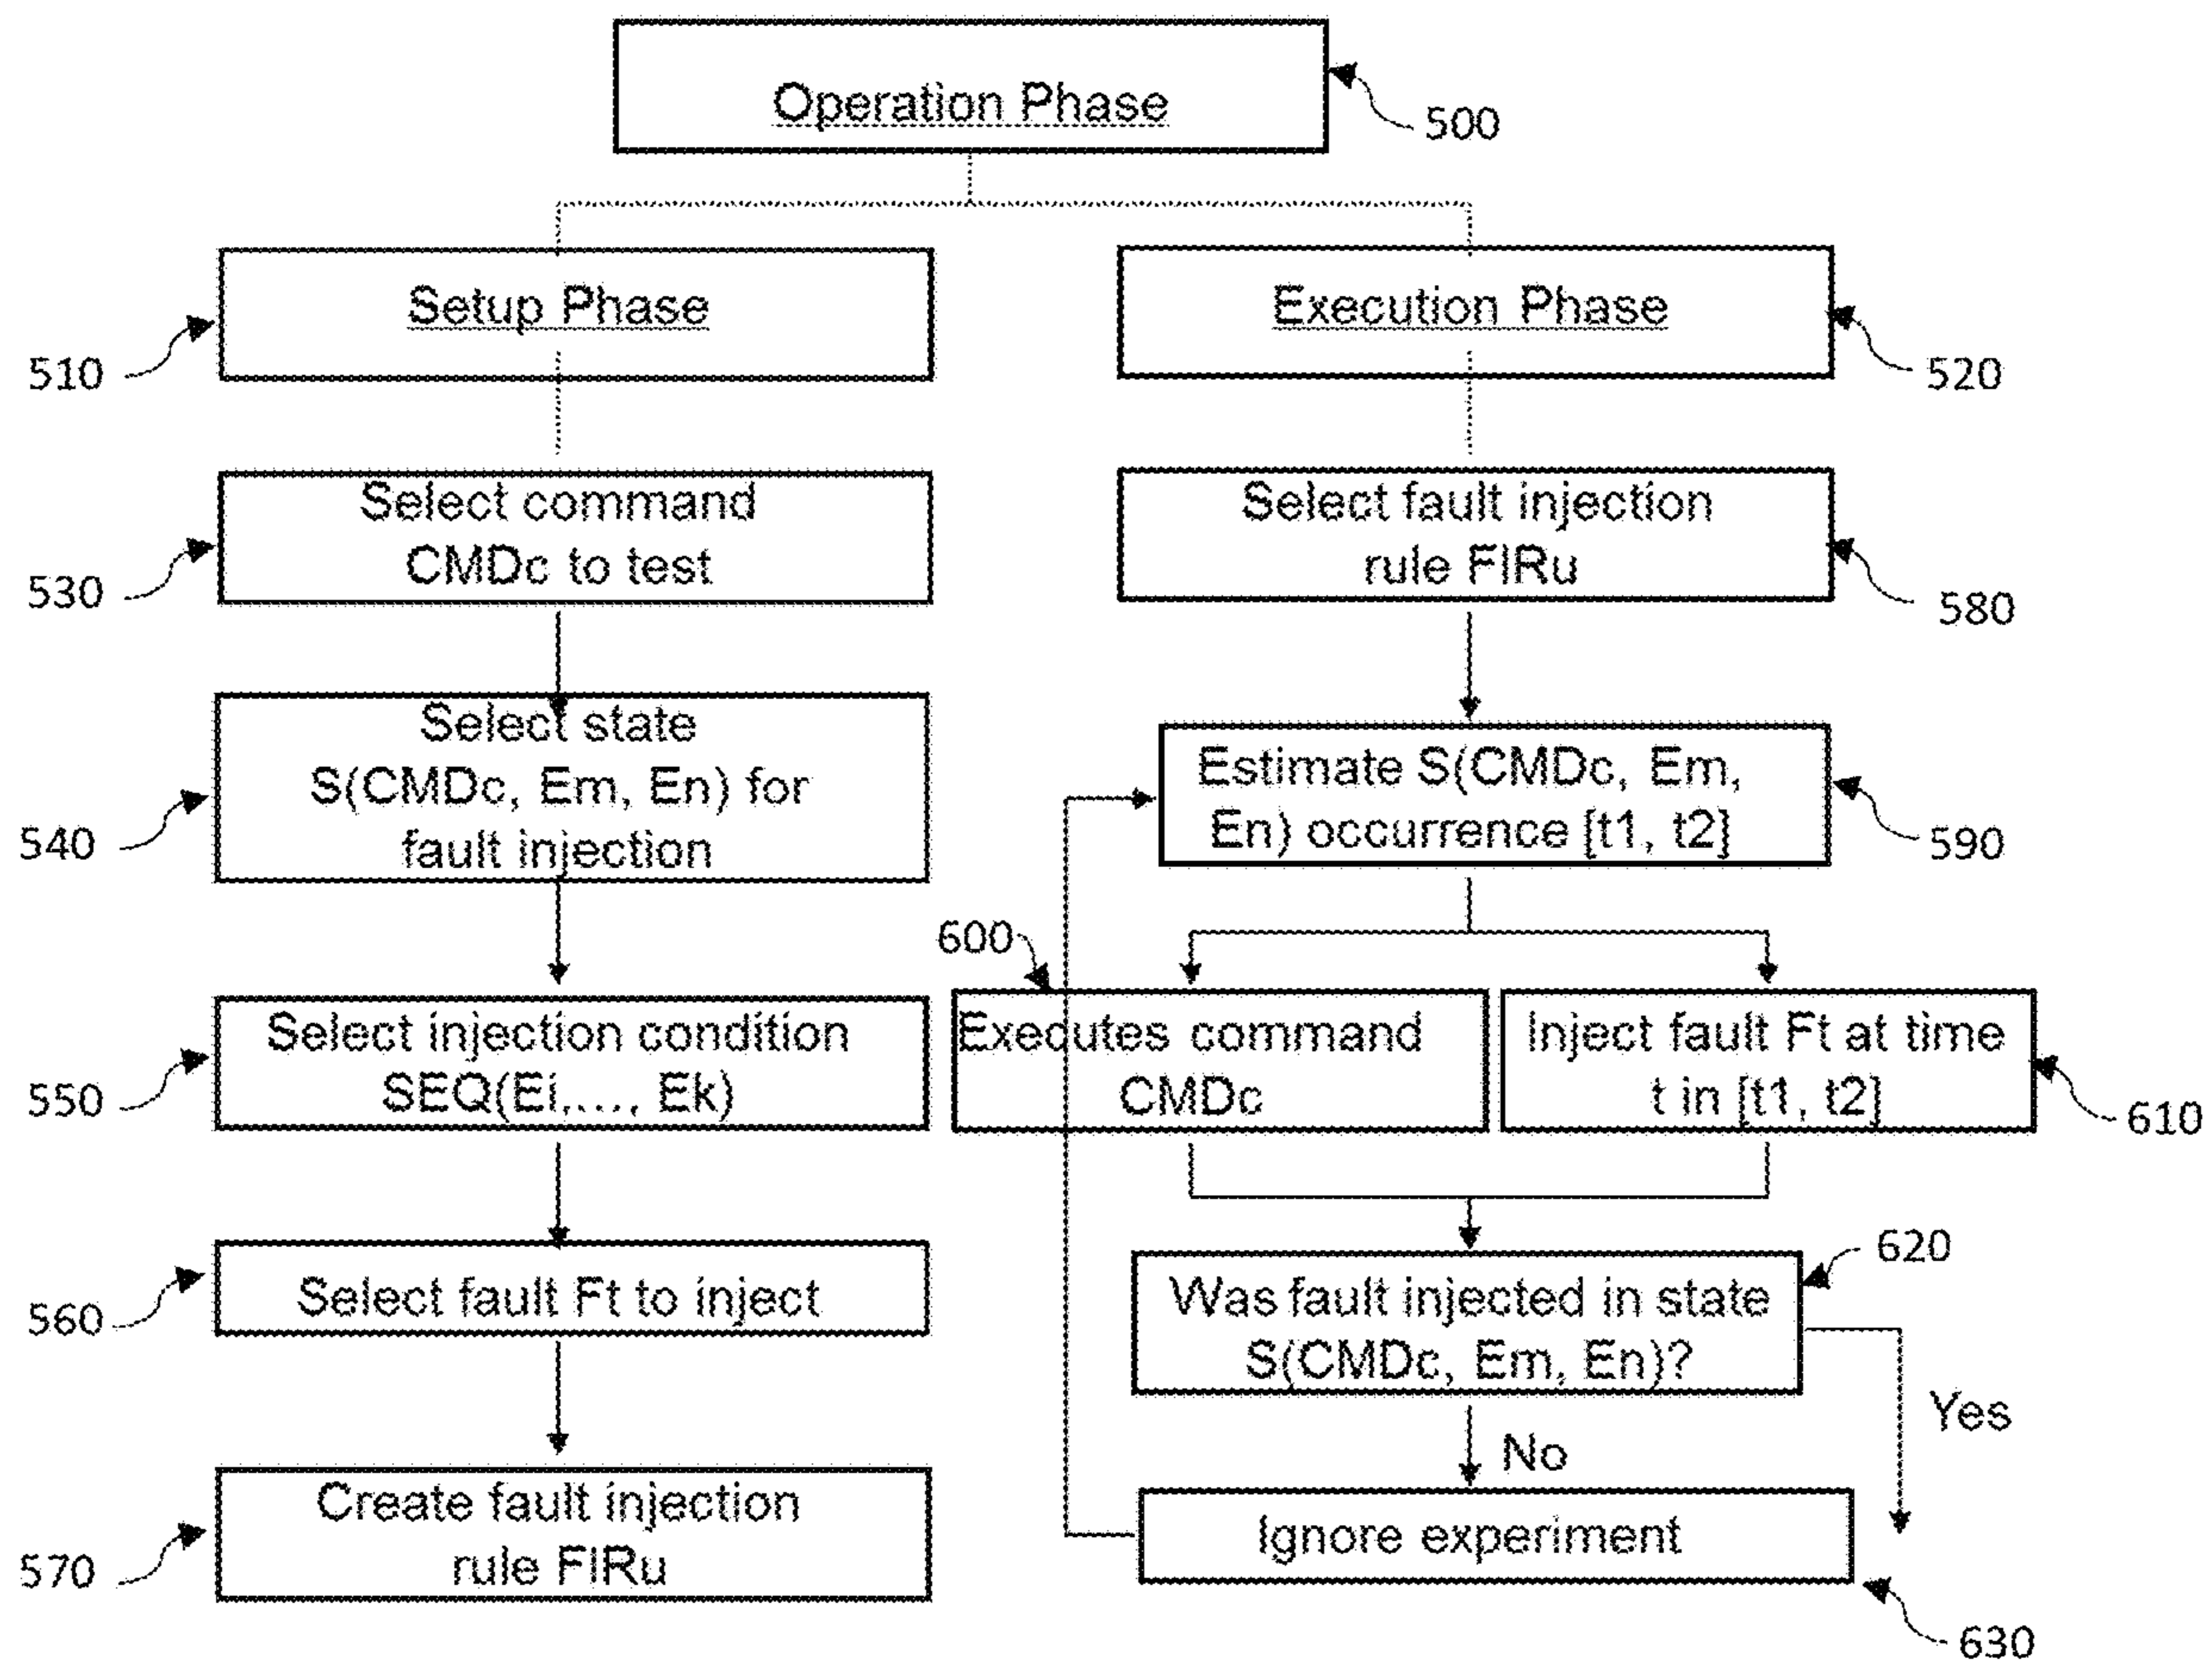 Operation Phase
500
Setup Phase
510
Execution Phase
520
Select command
CMDc to test
530
Select state
S(CMDc, Em, En) for
fault injection
540
Select injection condition
SEQ(Ei,..., Ek)
550
Select fault Ft to inject
560
Create fault injection
rule FIRu
570
Select fault injection
rule FIRu
580
Estimate S(CMDc, Em,
En) occurrence [t1, t2]
590
600
Executes command
CMDc
Inject fault Ft at time
t in [t1, t2]
610
620
Was fault injected in state
S(CMDc, Em, En)?
Yes
No
Ignore experiment
630